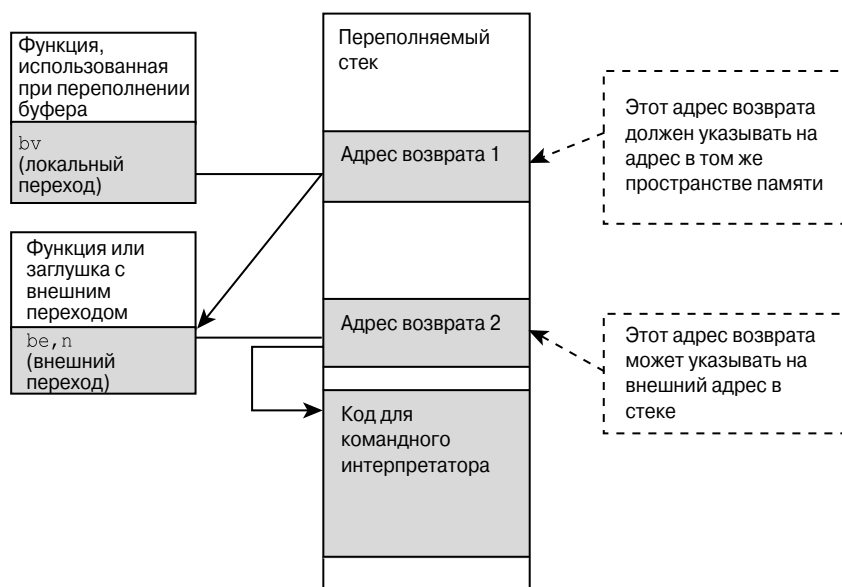 Функция,
использованная
при переполнении
буфера
bv
(локальный
переход)
Функция или
заглушка с
внешним
переходом
be,n
(внешний
переход)
Переполняемый
стек
Адрес возврата 1
Адрес возврата 2
Код для
командного
интерпретатора
Этот адрес возврата
должен указывать на
адрес в том же
пространстве памяти
Этот адрес возврата
может указывать на
внешний адрес в
стеке